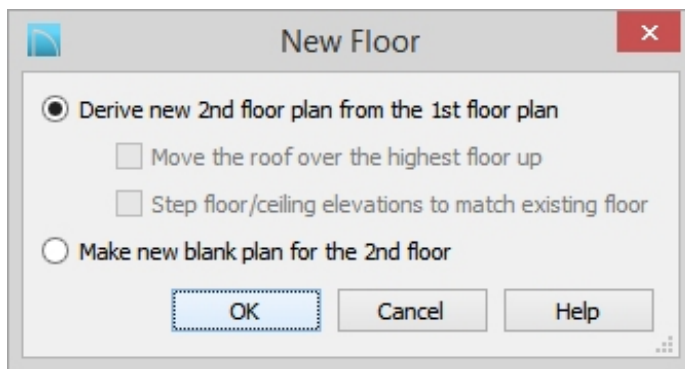 New Floor
Derive new 2nd floor plan from the 1st floor plan
Move the roof over the highest floor up
Step floor/ceiling elevations to match existing floor
Make new blank plan for the 2nd floor
OK Cancel Help